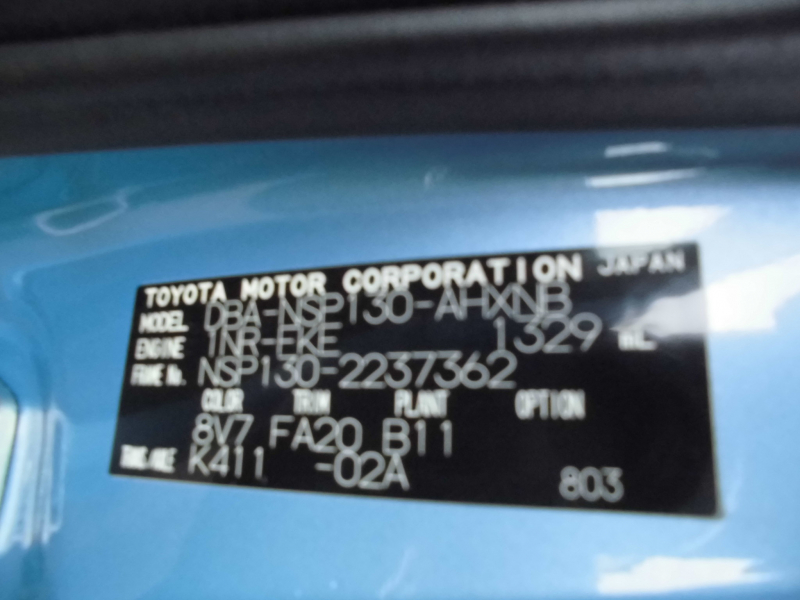 TOYOTA MOTOR CORPORATION JAPAN
MODEL DBA-NSP130-AHXNB
ENGINE 1NR-FKE 1329 ML
FRAME No. NSP130-2237362
COLOR TRIM PLANT OPTION
8V7 FA20 B11
TRANS./AXLE K411 -02A
803